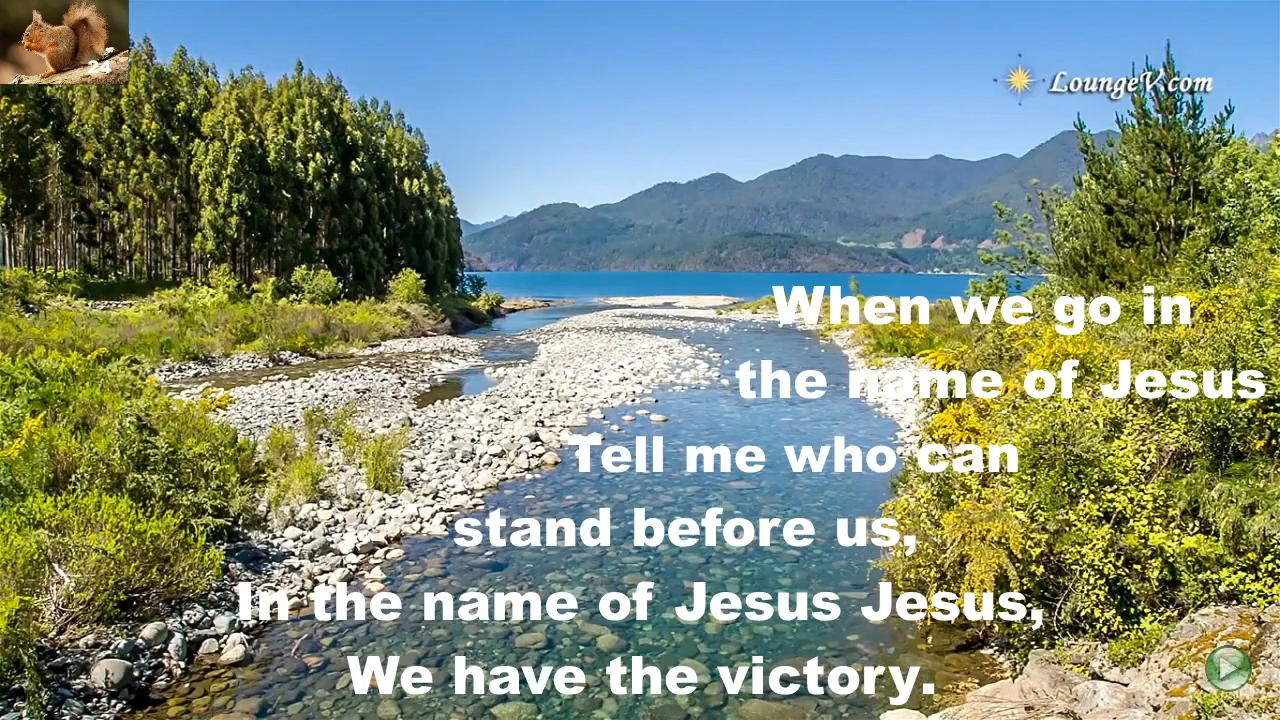 24
LoungeV.com
When we go in
the name of Jesus
Tell me who can
stand before us,
In the name of Jesus Jesus,
We have the victory.